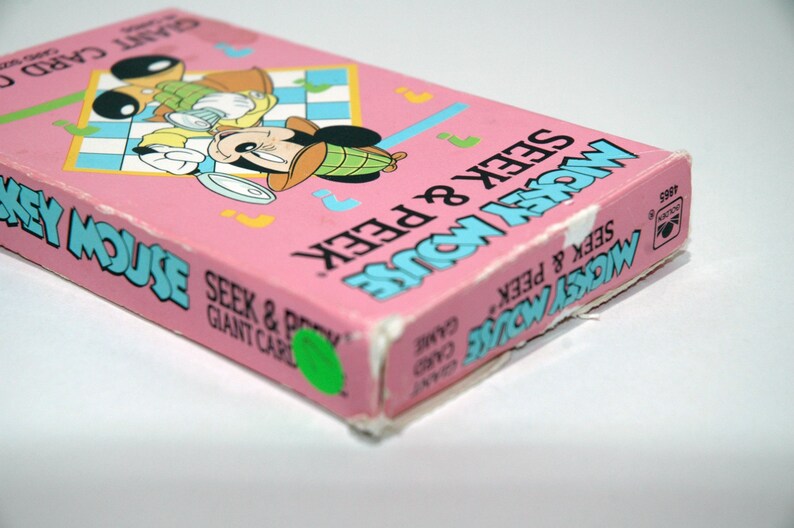 MICKEY MOUSE
SEEK & PEEK®
GIANT CARD
MOUSE
SEEK & PEEK
GIANT CARD
MICKEY MOUSE
SEEK & PEEK®
GIANT
CARD
GAME
4865
GOLDEN
®